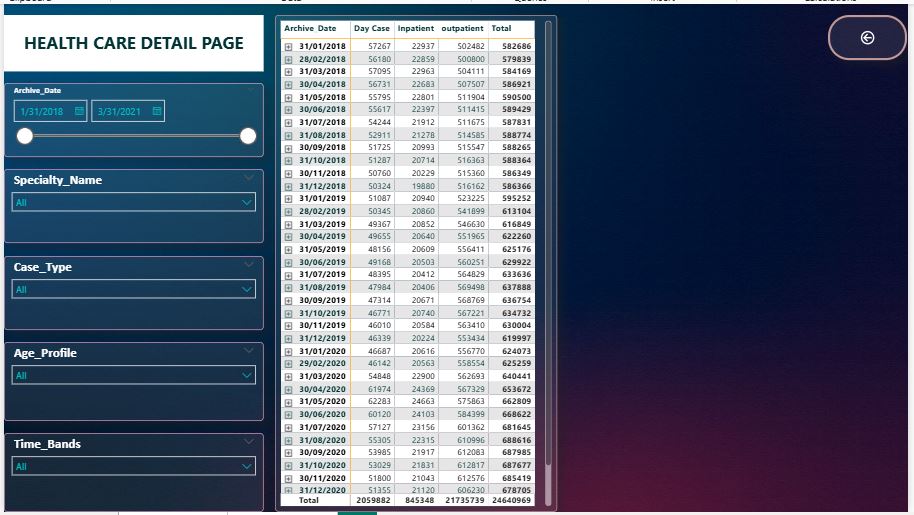 HEALTH CARE DETAIL PAGE
Archive_Date
1/31/2018 3/31/2021
Specialty_Name
All
Case_Type
All
Age_Profile
All
Time_Bands
All
Archive_Date Day Case Inpatient outpatient Total
31/01/2018 57267 22937 502482 582686
28/02/2018 56180 22859 500800 579839
31/03/2018 57095 22963 504111 584169
30/04/2018 56731 22683 507507 586921
31/05/2018 55795 22801 511904 590500
30/06/2018 55617 22397 511415 589429
31/07/2018 54244 21912 511675 587831
31/08/2018 52911 21278 514585 588774
30/09/2018 51725 20993 515547 588265
31/10/2018 51287 20714 516363 588364
30/11/2018 50760 20229 515360 586349
31/12/2018 50324 19880 516162 586366
31/01/2019 51087 20940 523225 595252
28/02/2019 50345 20860 541899 613104
31/03/2019 49367 20852 546630 616849
30/04/2019 49655 20640 551965 622260
31/05/2019 48156 20609 556411 625176
30/06/2019 49168 20503 560251 629922
31/07/2019 48395 20412 564829 633636
31/08/2019 47984 20406 569498 637888
30/09/2019 47314 20671 568769 636754
31/10/2019 46771 20740 567221 634732
30/11/2019 46010 20584 563410 630004
31/12/2019 46339 20224 553434 619997
31/01/2020 46687 20616 556770 624073
29/02/2020 46142 20563 558554 625259
31/03/2020 54848 22900 562693 640441
30/04/2020 61974 24369 567329 653672
31/05/2020 62283 24663 575863 662809
30/06/2020 60120 24103 584399 668622
31/07/2020 57127 23156 601362 681645
31/08/2020 55305 22315 610996 688616
30/09/2020 53985 21917 612083 687985
31/10/2020 53029 21831 612817 687677
30/11/2020 51800 21043 612576 685419
31/12/2020 51355 21120 606230 678705
Total 2059882 845348 21735739 24640969